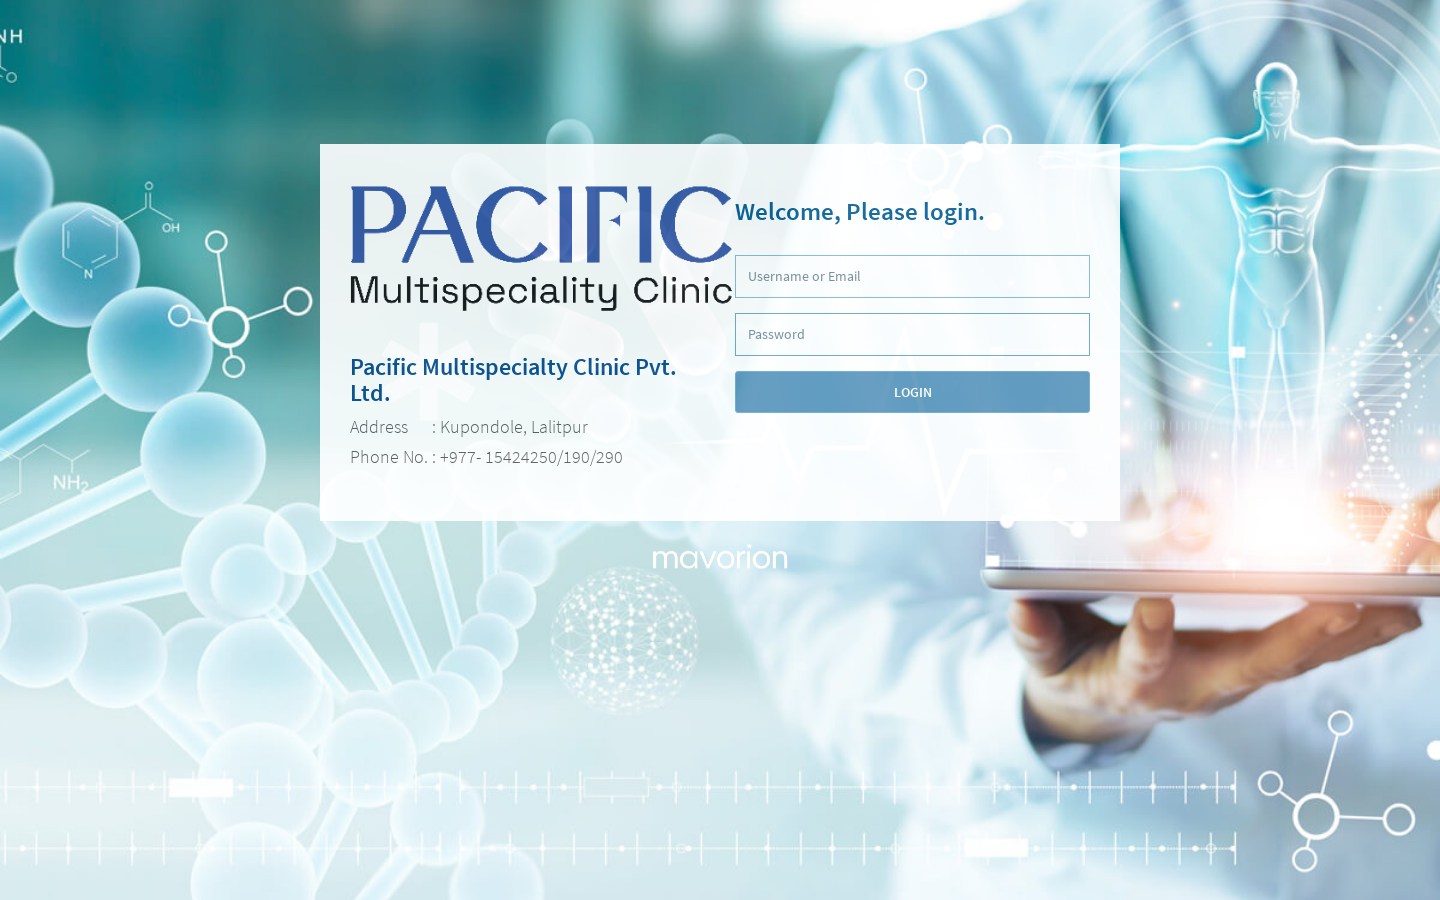 NH
OH
N
NH2
PACIFIC
Multispeciality Clinic
Pacific Multispecialty Clinic Pvt.
Ltd.
Address : Kupondole, Lalitpur
Phone No. : +977- 15424250/190/290
Welcome, Please login.
Username or Email
Password
LOGIN
mavorion